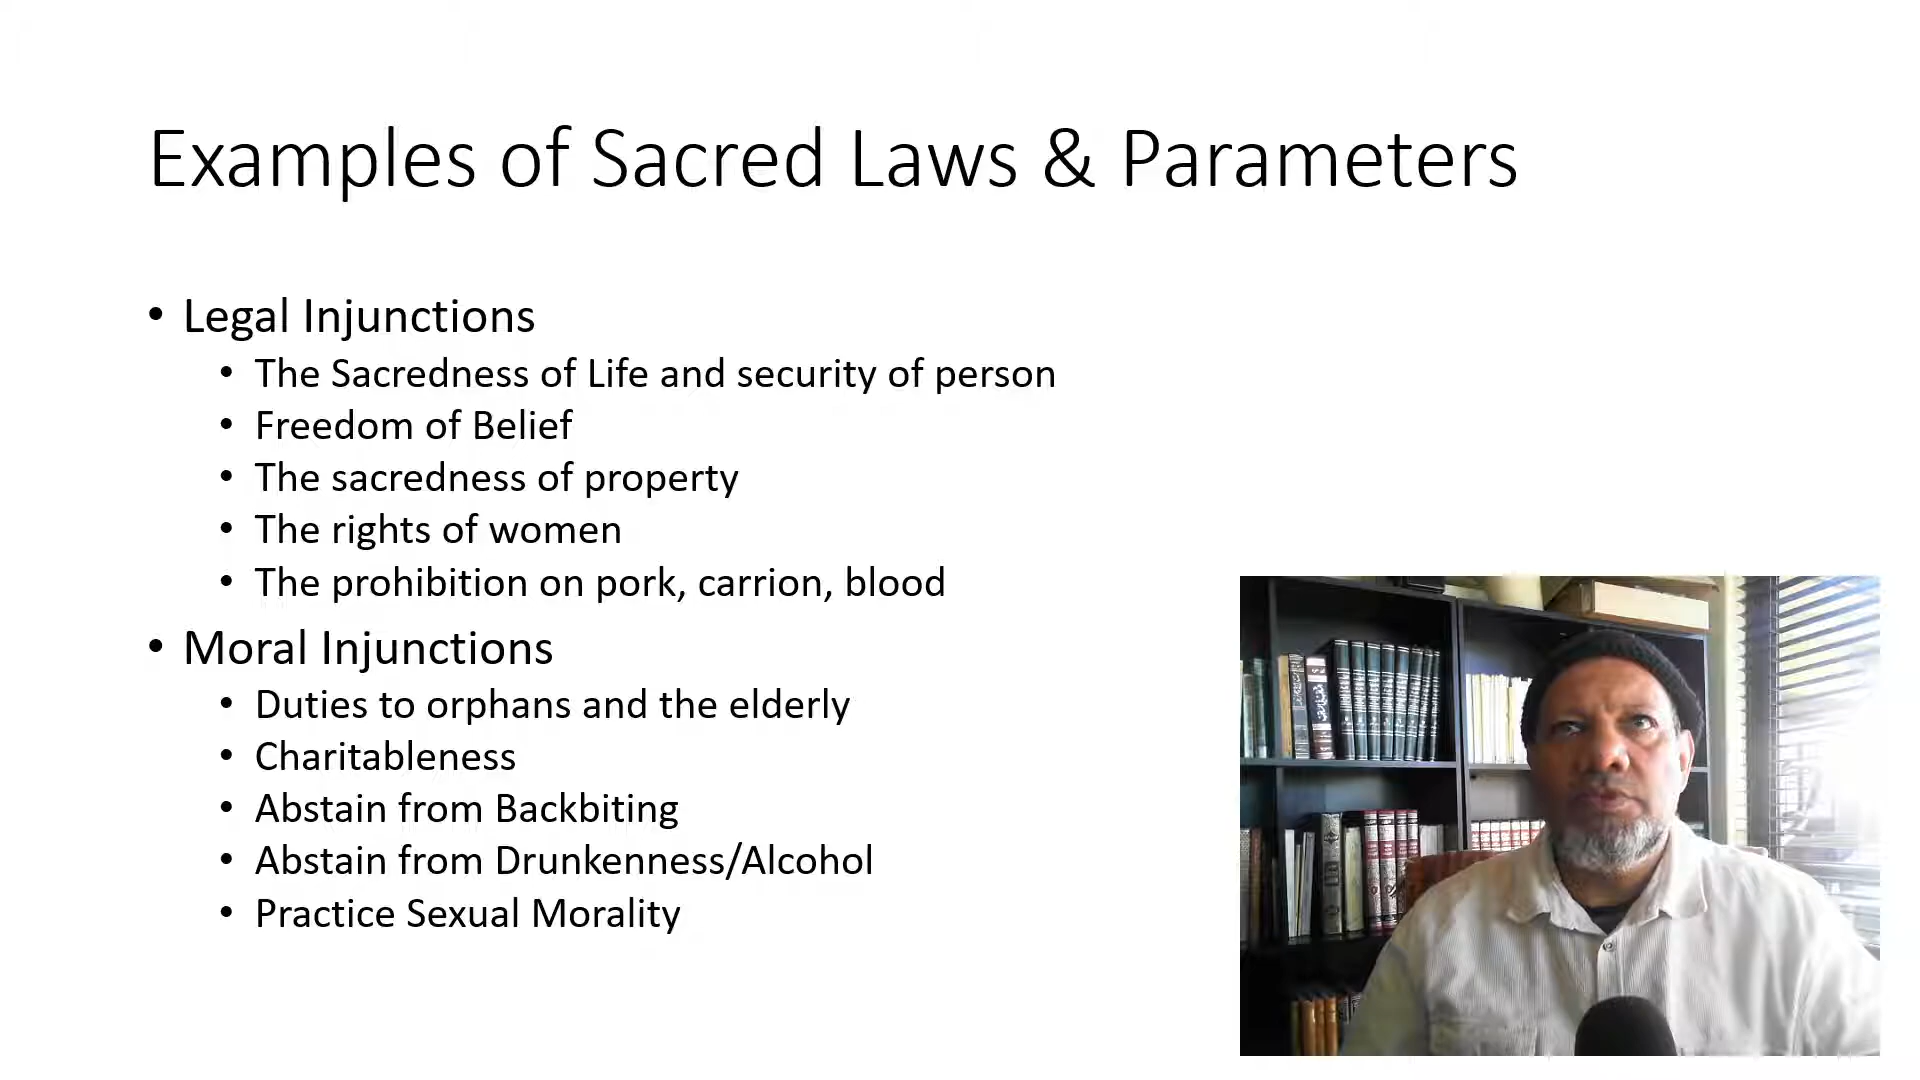 Examples of Sacred Laws & Parameters
• Legal Injunctions
• The Sacredness of Life and security of person
• Freedom of Belief
• The sacredness of property
• The rights of women
• The prohibition on pork, carrion, blood
• Moral Injunctions
• Duties to orphans and the elderly
• Charitableness
• Abstain from Backbiting
• Abstain from Drunkenness/Alcohol
• Practice Sexual Morality